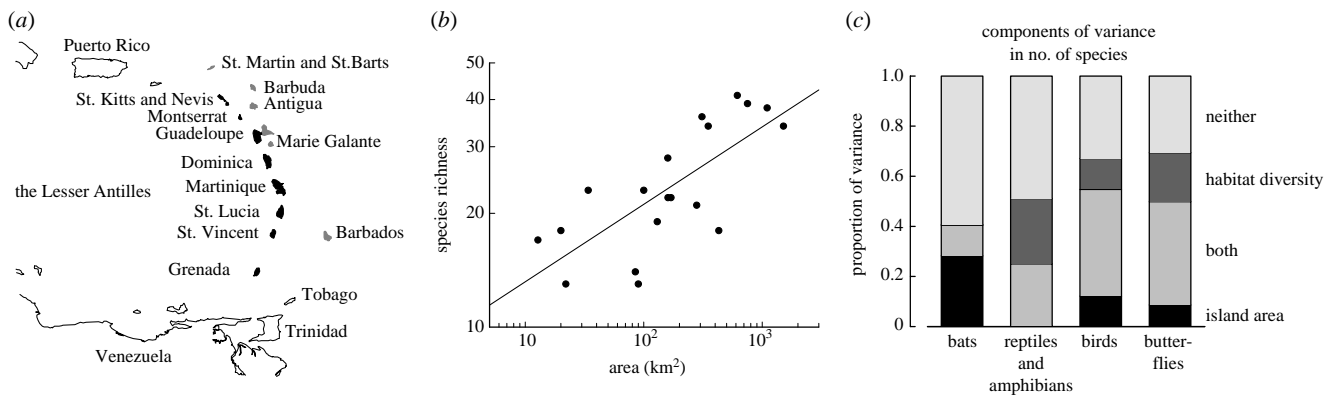 (a)
Puerto Rico
St. Martin and St.Barts
Barbuda
St. Kitts and Nevis
Antigua
Montserrat
Guadeloupe
Marie Galante
Dominica
the Lesser Antilles
Martinique
St. Lucia
St. Vincent
Barbados
Grenada
Tobago
Trinidad
Venezuela
(b)
species richness
50
40
30
20
10
10
10²
10³
area (km²)
(c)
components of variance
in no. of species
proportion of variance
1.0
0.8
0.6
0.4
0.2
0
neither
habitat diversity
both
island area
bats
reptiles
and
amphibians
birds
butter-
flies